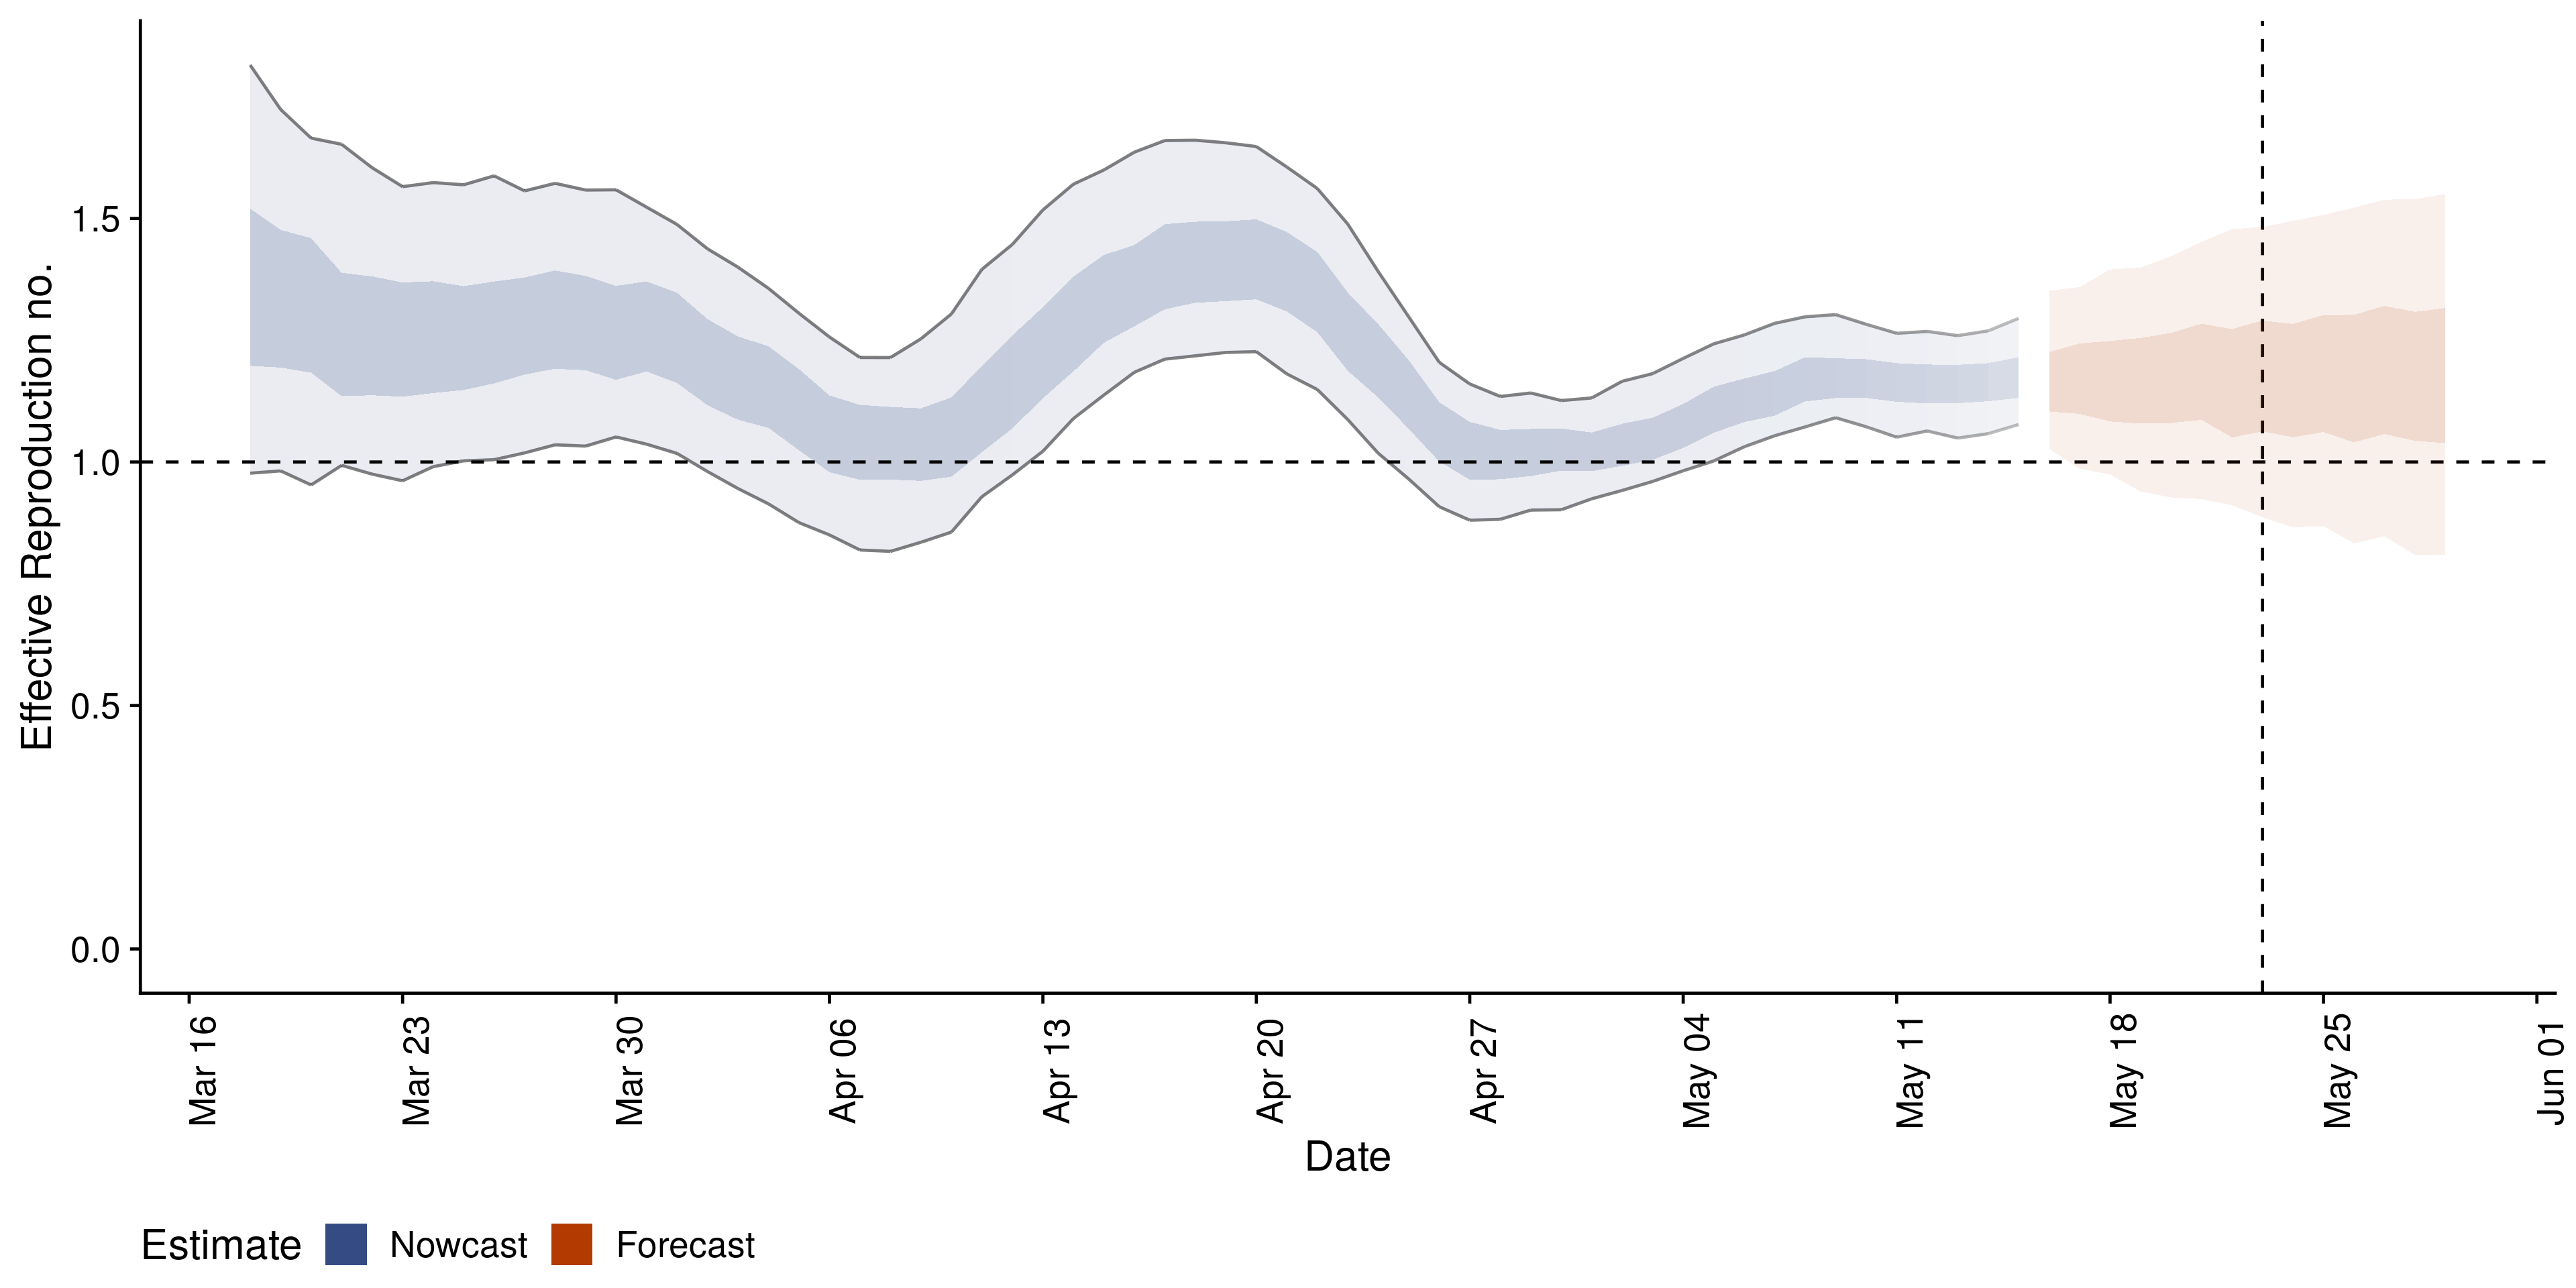 Effective Reproduction no.
1.5
1.0
0.5
0.0
Mar 16
Mar 23
Mar 30
Apr 06
Apr 13
Apr 20
Apr 27
May 04
May 11
May 18
May 25
Jun 01
Date
Estimate Nowcast Forecast